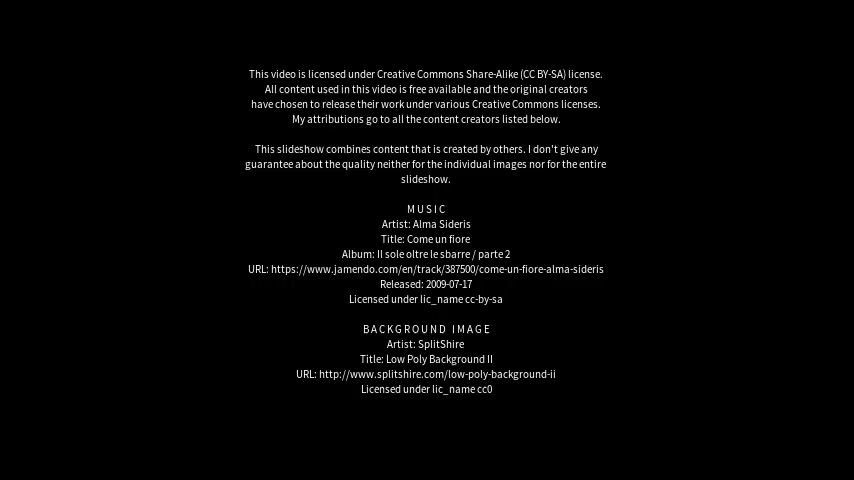 This video is licensed under Creative Commons Share-Alike (CC BY-SA) license.
All content used in this video is free available and the original creators
have chosen to release their work under various Creative Commons licenses.
My attributions go to all the content creators listed below.
This slideshow combines content that is created by others. I don't give any
guarantee about the quality neither for the individual images nor for the entire
slideshow.
MUSIC
Artist: Alma Sideris
Title: Come un fiore
Album: Il sole oltre le sbarre / parte 2
URL: https://www.jamendo.com/en/track/387500/come-un-fiore-alma-sideris
Released: 2009-07-17
Licensed under lic_name cc-by-sa
BACKGROUND IMAGE
Artist: SplitShire
Title: Low Poly Background II
URL: http://www.splitshire.com/low-poly-background-ii
Licensed under lic_name cc0